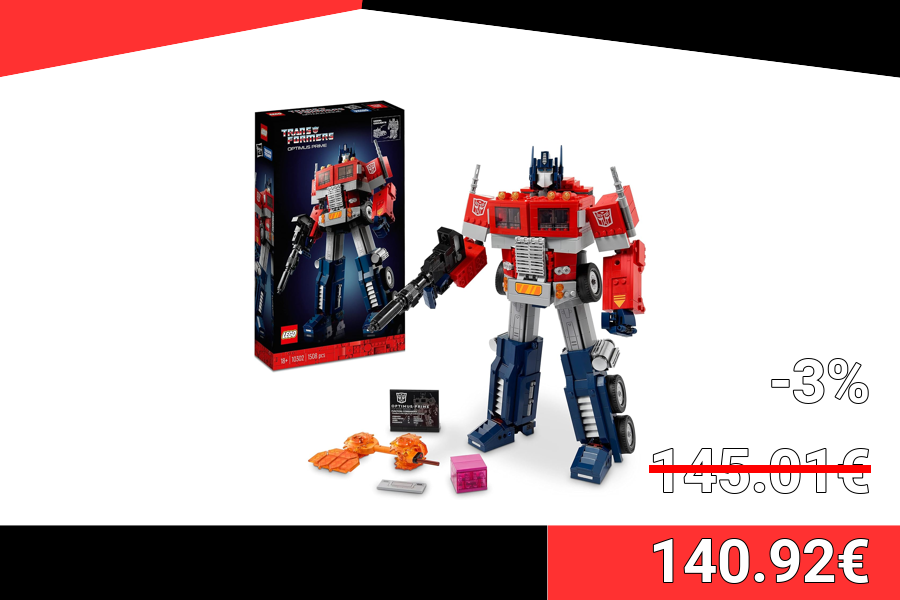 TRANSFORMERS
OPTIMUS PRIME
LEGO
18+ | 10302 | 1508 pcs
OPTIMUS PRIME
-3%
145.01€
140.92€